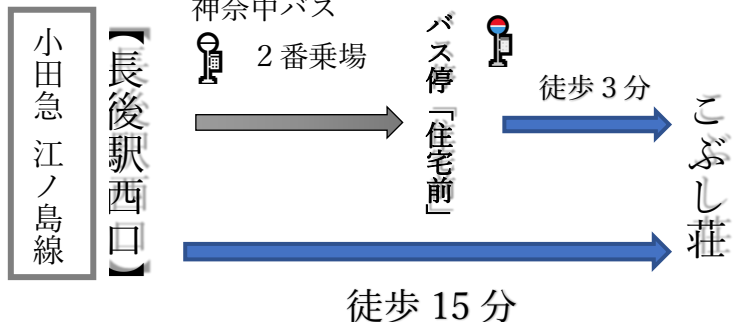 小田急 江ノ島線
【長後駅西口】
神奈中バス
２番乗場
バス停「住宅前」
徒歩３分
こぶし荘
徒歩 15 分